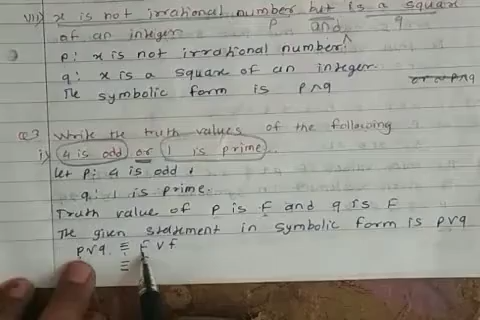 vii) x is not irrational number but is a square
of an integer p and q
p: x is not irrational number.
q: x is a square of an integer.
The symbolic form is p∧q
or p∧q
Q3 Write the truth values of the following
i) 4 is odd or 1 is prime.
Let p: 4 is odd
q: 1 is prime.
Truth value of p is F and q is F
The given statement in symbolic form is p∨q
p∨q ≡ F∨f
≡